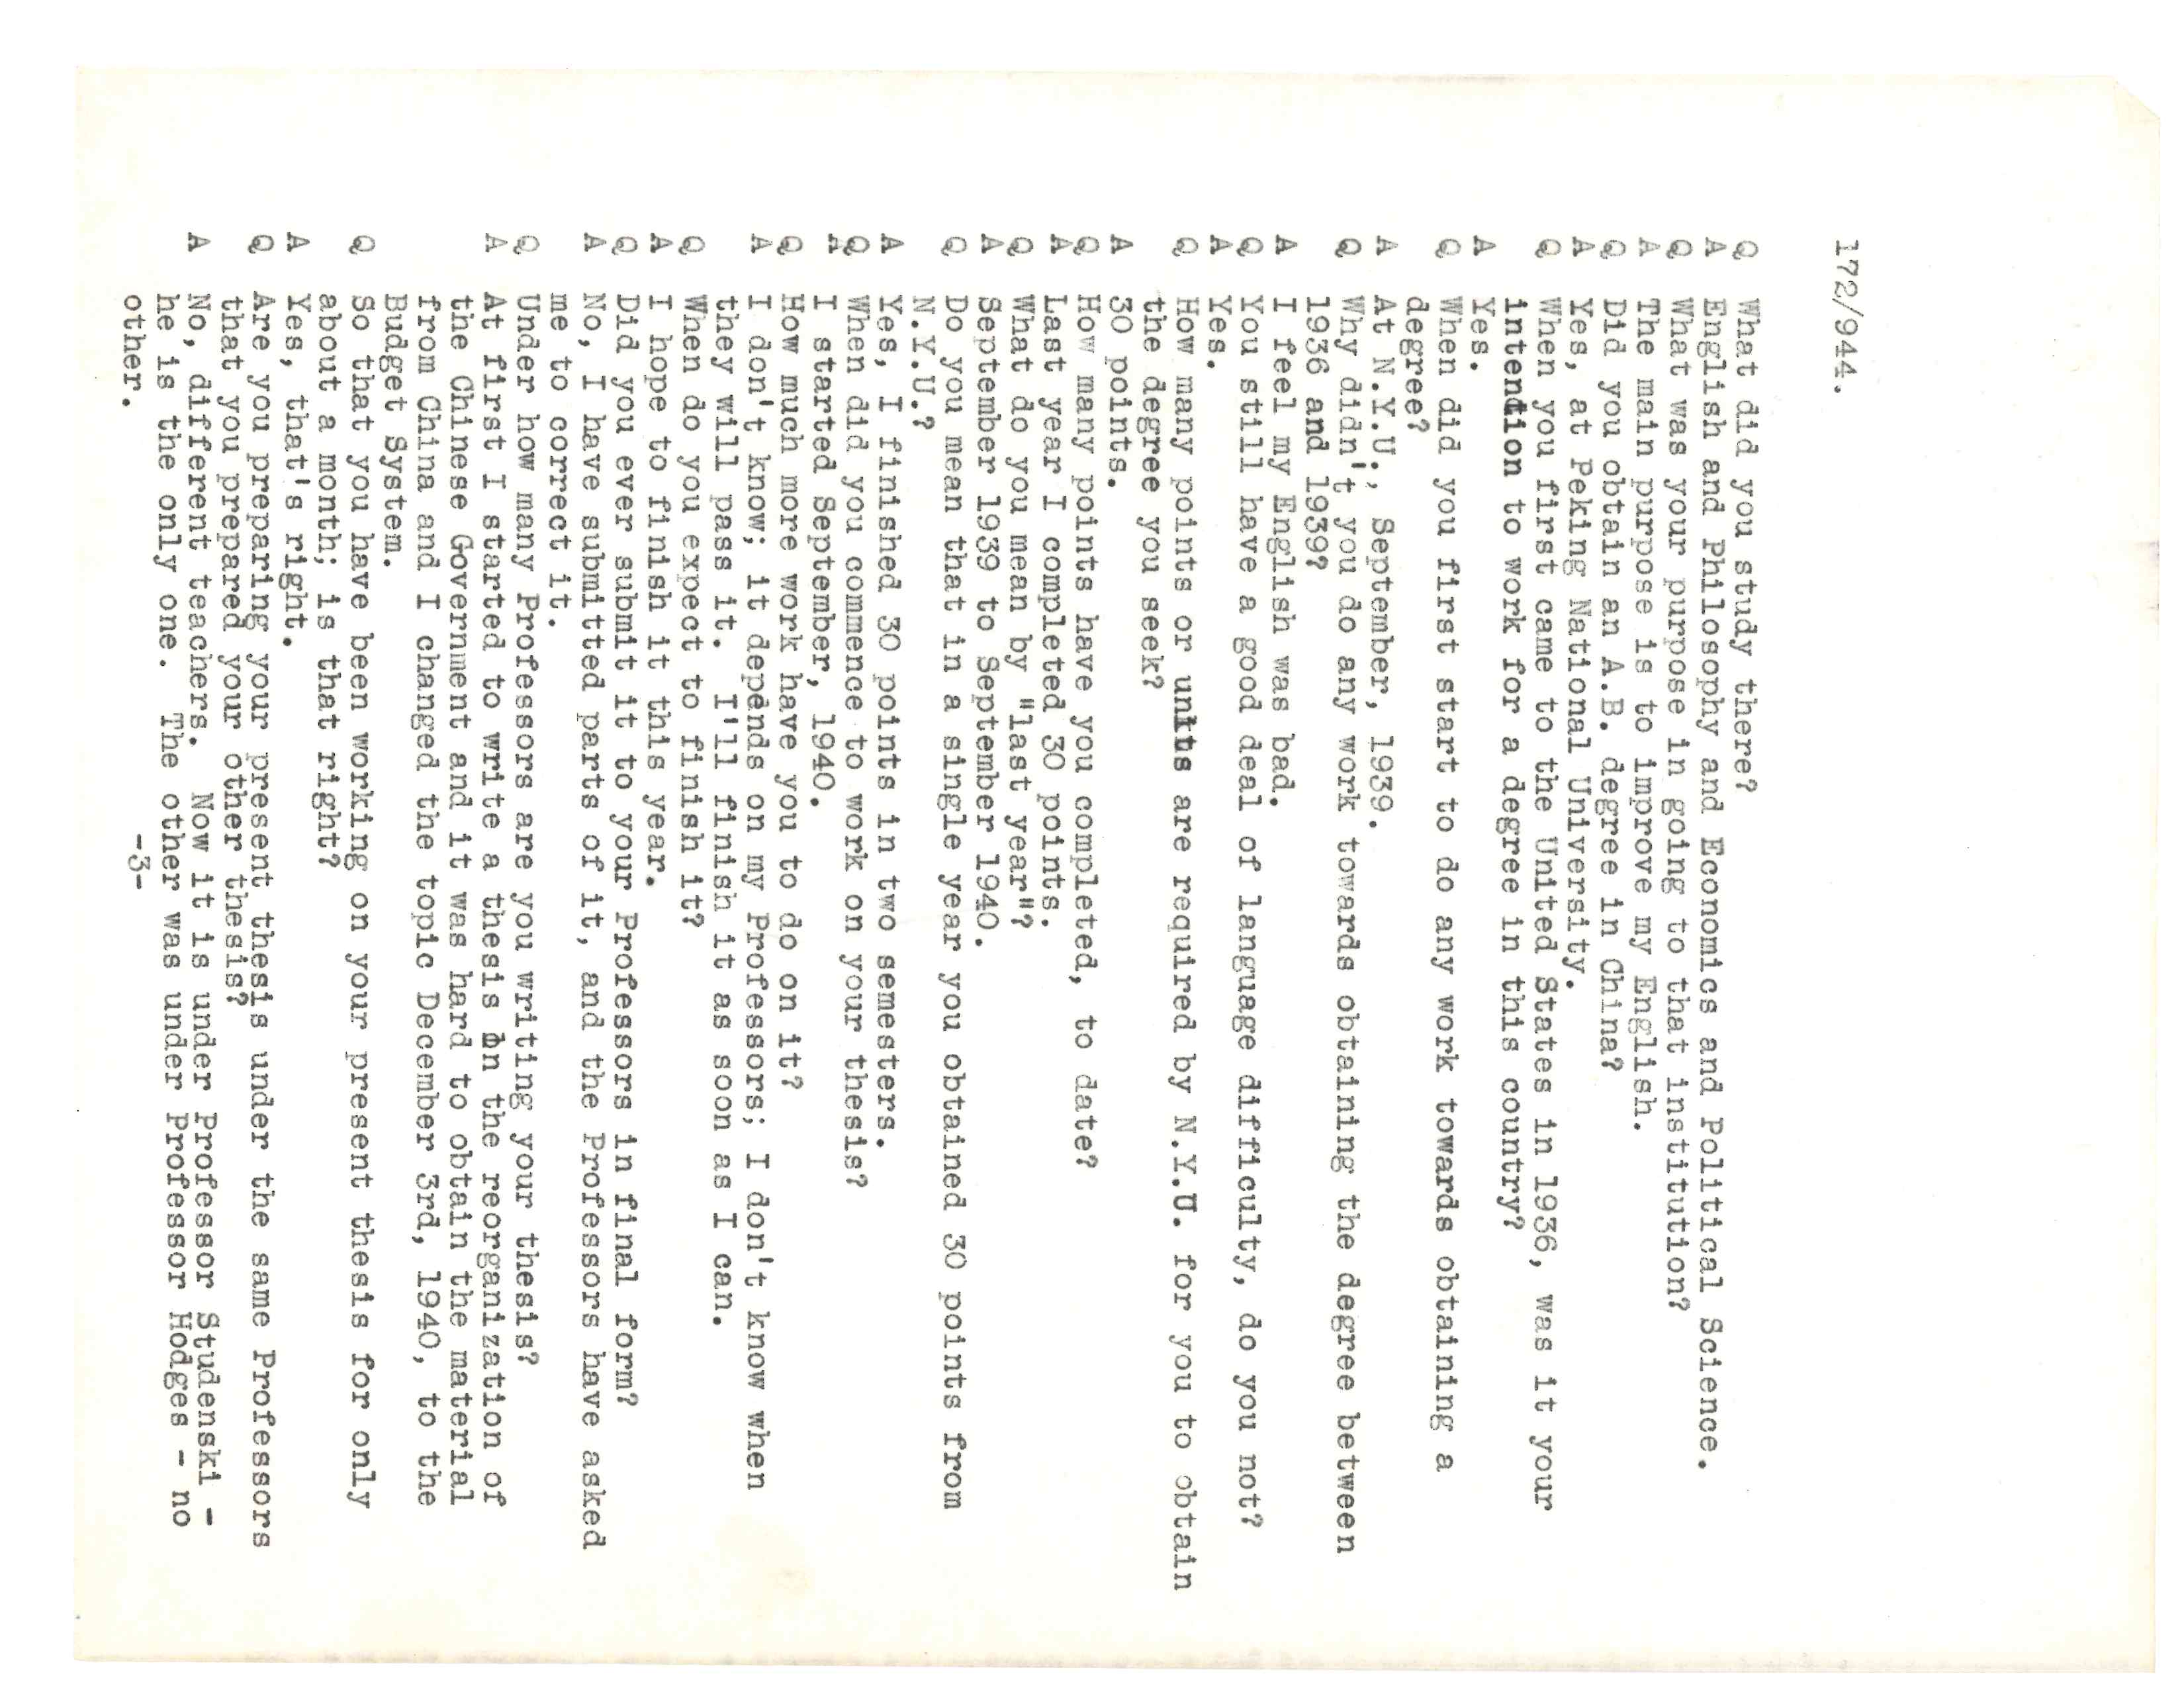 172/944.
Q What did you study there?
A English and Philosophy and Economics and Political Science.
Q What was your purpose in going to that institution?
A The main purpose is to improve my English.
Q Did you obtain an A.B. degree in China?
A Yes, at Peking National University.
Q When you first came to the United States in 1936, was it your
intention to work for a degree in this country?
A Yes.
Q When did you first start to do any work towards obtaining a
degree?
A At N.Y.U., September, 1939.
Q Why didn't you do any work towards obtaining the degree between
1936 and 1939?
A I feel my English was bad.
Q You still have a good deal of language difficulty, do you not?
A Yes.
Q How many points or units are required by N.Y.U. for you to obtain
the degree you seek?
A 30 points.
Q How many points have you completed, to date?
A Last year I completed 30 points.
Q What do you mean by "last year"?
A September 1939 to September 1940.
Q Do you mean that in a single year you obtained 30 points from
N.Y.U.?
A Yes, I finished 30 points in two semesters.
Q When did you commence to work on your thesis?
A I started September, 1940.
Q How much more work have you to do on it?
A I don't know; it depends on my Professors; I don't know when
they will pass it. I'll finish it as soon as I can.
Q When do you expect to finish it?
A I hope to finish it this year.
Q Did you ever submit it to your Professors in final form?
A No, I have submitted parts of it, and the Professors have asked
me to correct it.
Q Under how many Professors are you writing your thesis?
A At first I started to write a thesis on the reorganization of
the Chinese Government and it was hard to obtain the material
from China and I changed the topic December 3rd, 1940, to the
Budget System.
Q So that you have been working on your present thesis for only
about a month; is that right?
A Yes, that's right.
Q Are you preparing your present thesis under the same Professors
that you prepared your other thesis?
A No, different teachers. Now it is under Professor Studenski -
he is the only one. The other was under Professor Hodges - no
other.
-3-